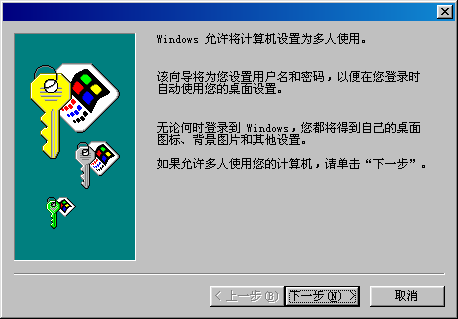 Windows 允许将计算机设置为多人使用。
该向导将为您设置用户名和密码，以便在您登录时
自动使用您的桌面设置。
无论何时登录到 Windows，您都将得到自己的桌面
图标、背景图片和其他设置。
如果允许多人使用您的计算机，请单击“下一步”。
< 上一步(B) 下一步(N) > 取消